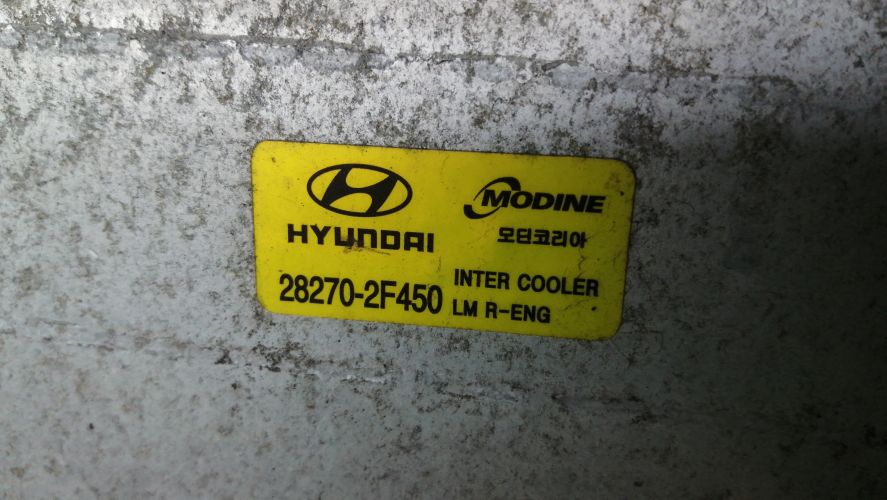 HYUNDAI
MODINE
모딘코리아
28270-2F450
INTER COOLER
LM R-ENG